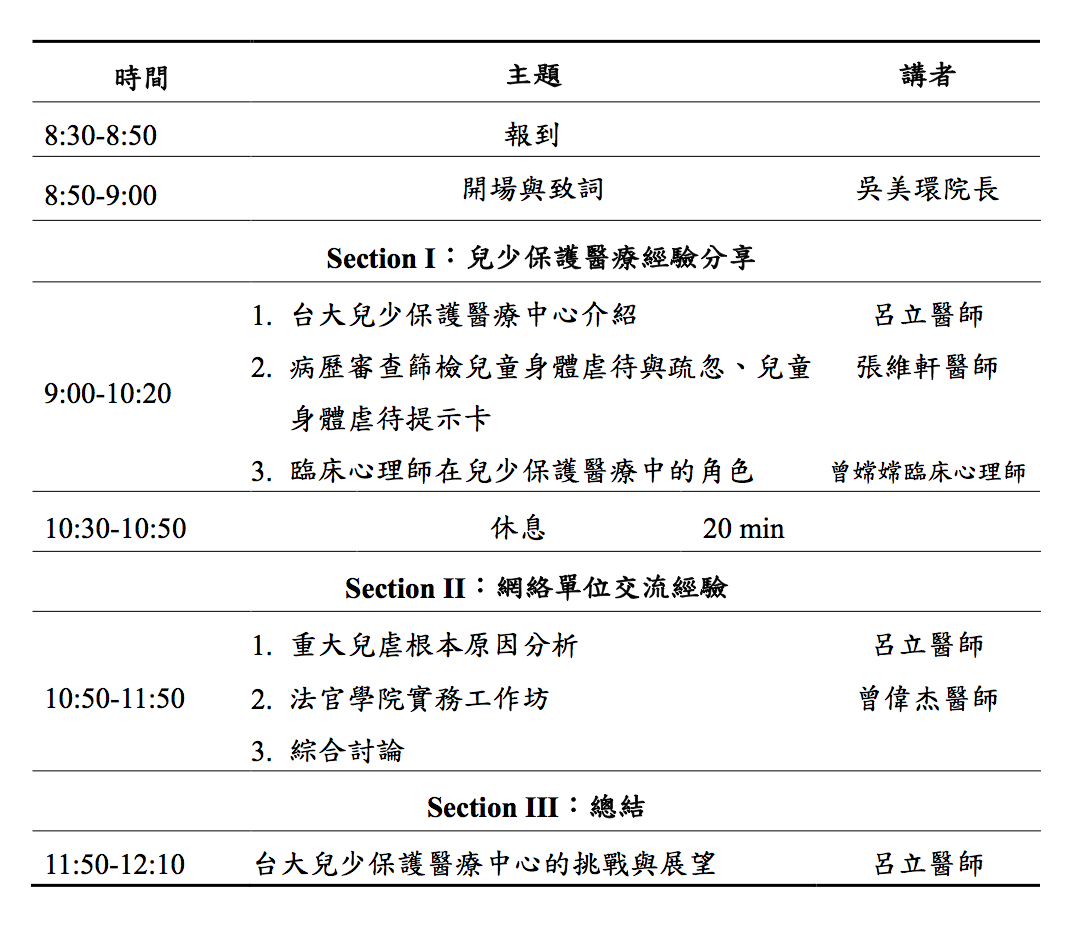 時間 主題 講者
8:30-8:50 報到
8:50-9:00 開場與致詞 吳美環院長
Section I：兒少保護醫療經驗分享
1. 台大兒少保護醫療中心介紹 呂立醫師
2. 病歷審查篩檢兒童身體虐待與疏忽、兒童 張維軒醫師
9:00-10:20
身體虐待提示卡
3. 臨床心理師在兒少保護醫療中的角色 曾嫦嫦臨床心理師
10:30-10:50 休息 20 min
Section II：網絡單位交流經驗
1. 重大兒虐根本原因分析 呂立醫師
10:50-11:50 2. 法官學院實務工作坊 曾偉杰醫師
3. 綜合討論
Section III：總結
11:50-12:10 台大兒少保護醫療中心的挑戰與展望 呂立醫師